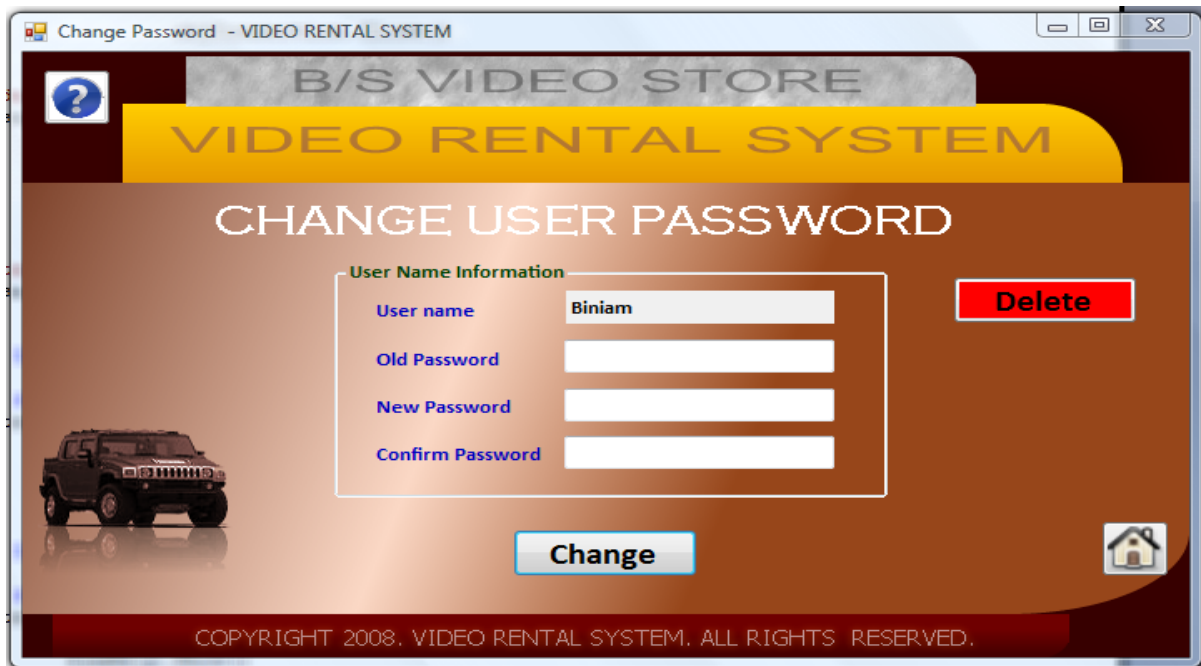 Change Password - VIDEO RENTAL SYSTEM
B/S VIDEO STORE
VIDEO RENTAL SYSTEM
CHANGE USER PASSWORD
User Name Information
User name Biniam
Delete
Old Password
New Password
Confirm Password
Change
COPYRIGHT 2008. VIDEO RENTAL SYSTEM. ALL RIGHTS RESERVED.